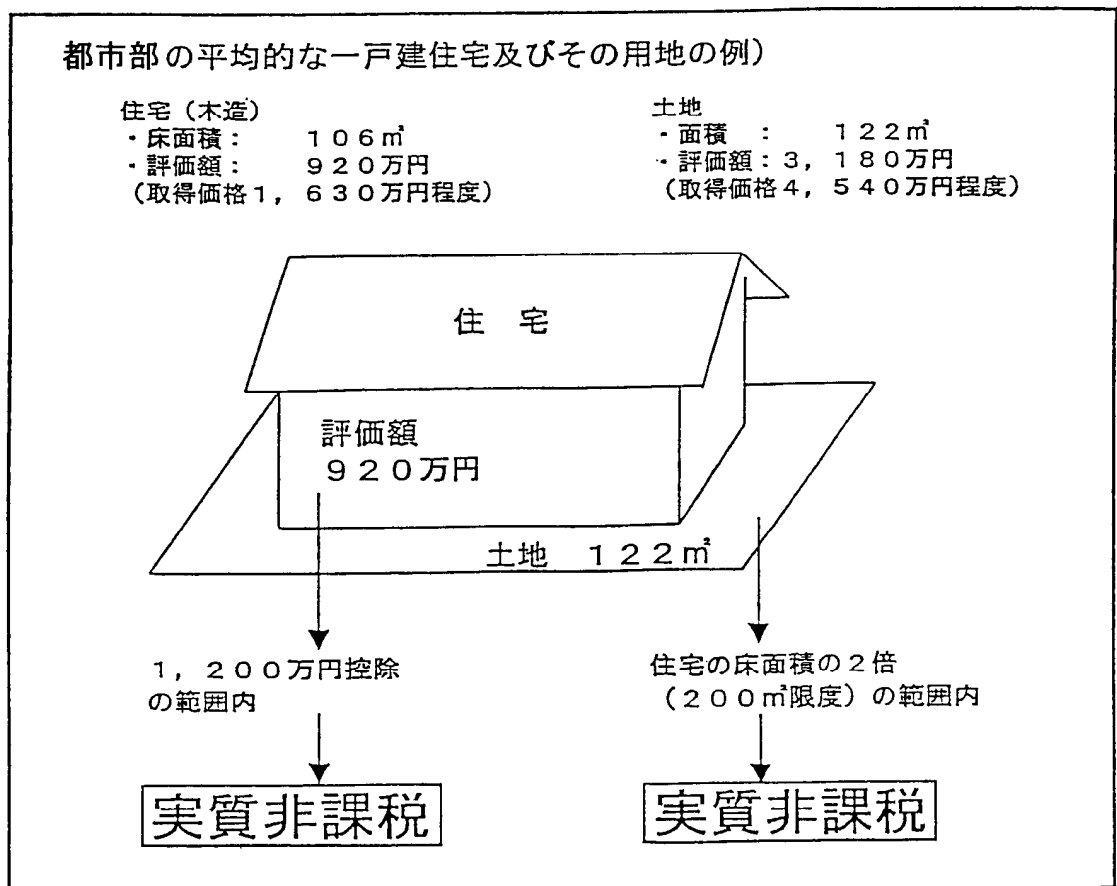 都市部の平均的な一戸建住宅及びその用地の例）
住宅（木造）
・床面積：　　１０６㎡
・評価額：　　９２０万円
（取得価格１，６３０万円程度）
土地
・面積　：　　１２２㎡
・評価額：３，１８０万円
（取得価格４，５４０万円程度）
住　宅
評価額
９２０万円
土地　１２２㎡
１，２００万円控除
の範囲内
住宅の床面積の２倍
（２００㎡限度）の範囲内
実質非課税
実質非課税